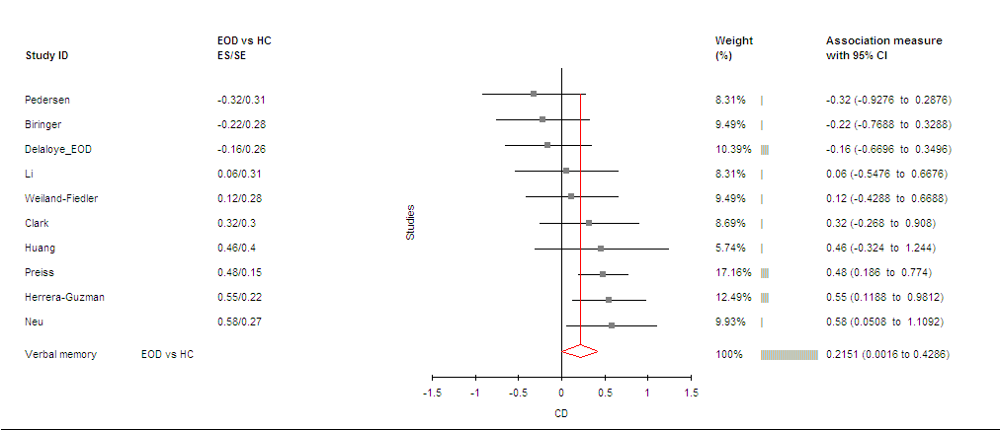 EOD vs HC Weight Association measure
Study ID ES/SE (%) with 95% CI
Pedersen -0.32/0.31 8.31% -0.32 (-0.9276 to 0.2876)
Biringer -0.22/0.28 9.49% -0.22 (-0.7688 to 0.3288)
Delaloye_EOD -0.16/0.26 10.39% -0.16 (-0.6696 to 0.3496)
Li 0.06/0.31 8.31% 0.06 (-0.5476 to 0.6676)
Weiland-Fiedler 0.12/0.28 9.49% 0.12 (-0.4288 to 0.6688)
Clark 0.32/0.3 8.69% 0.32 (-0.268 to 0.908)
Studies
Huang 0.46/0.4 5.74% 0.46 (-0.324 to 1.244)
Preiss 0.48/0.15 17.16% 0.48 (0.186 to 0.774)
Herrera-Guzman 0.55/0.22 12.49% 0.55 (0.1188 to 0.9812)
Neu 0.58/0.27 9.93% 0.58 (0.0508 to 1.1092)
Verbal memory EOD vs HC 100% 0.2151 (0.0016 to 0.4286)
-1.5 -1 -0.5 0 0.5 1 1.5
CD